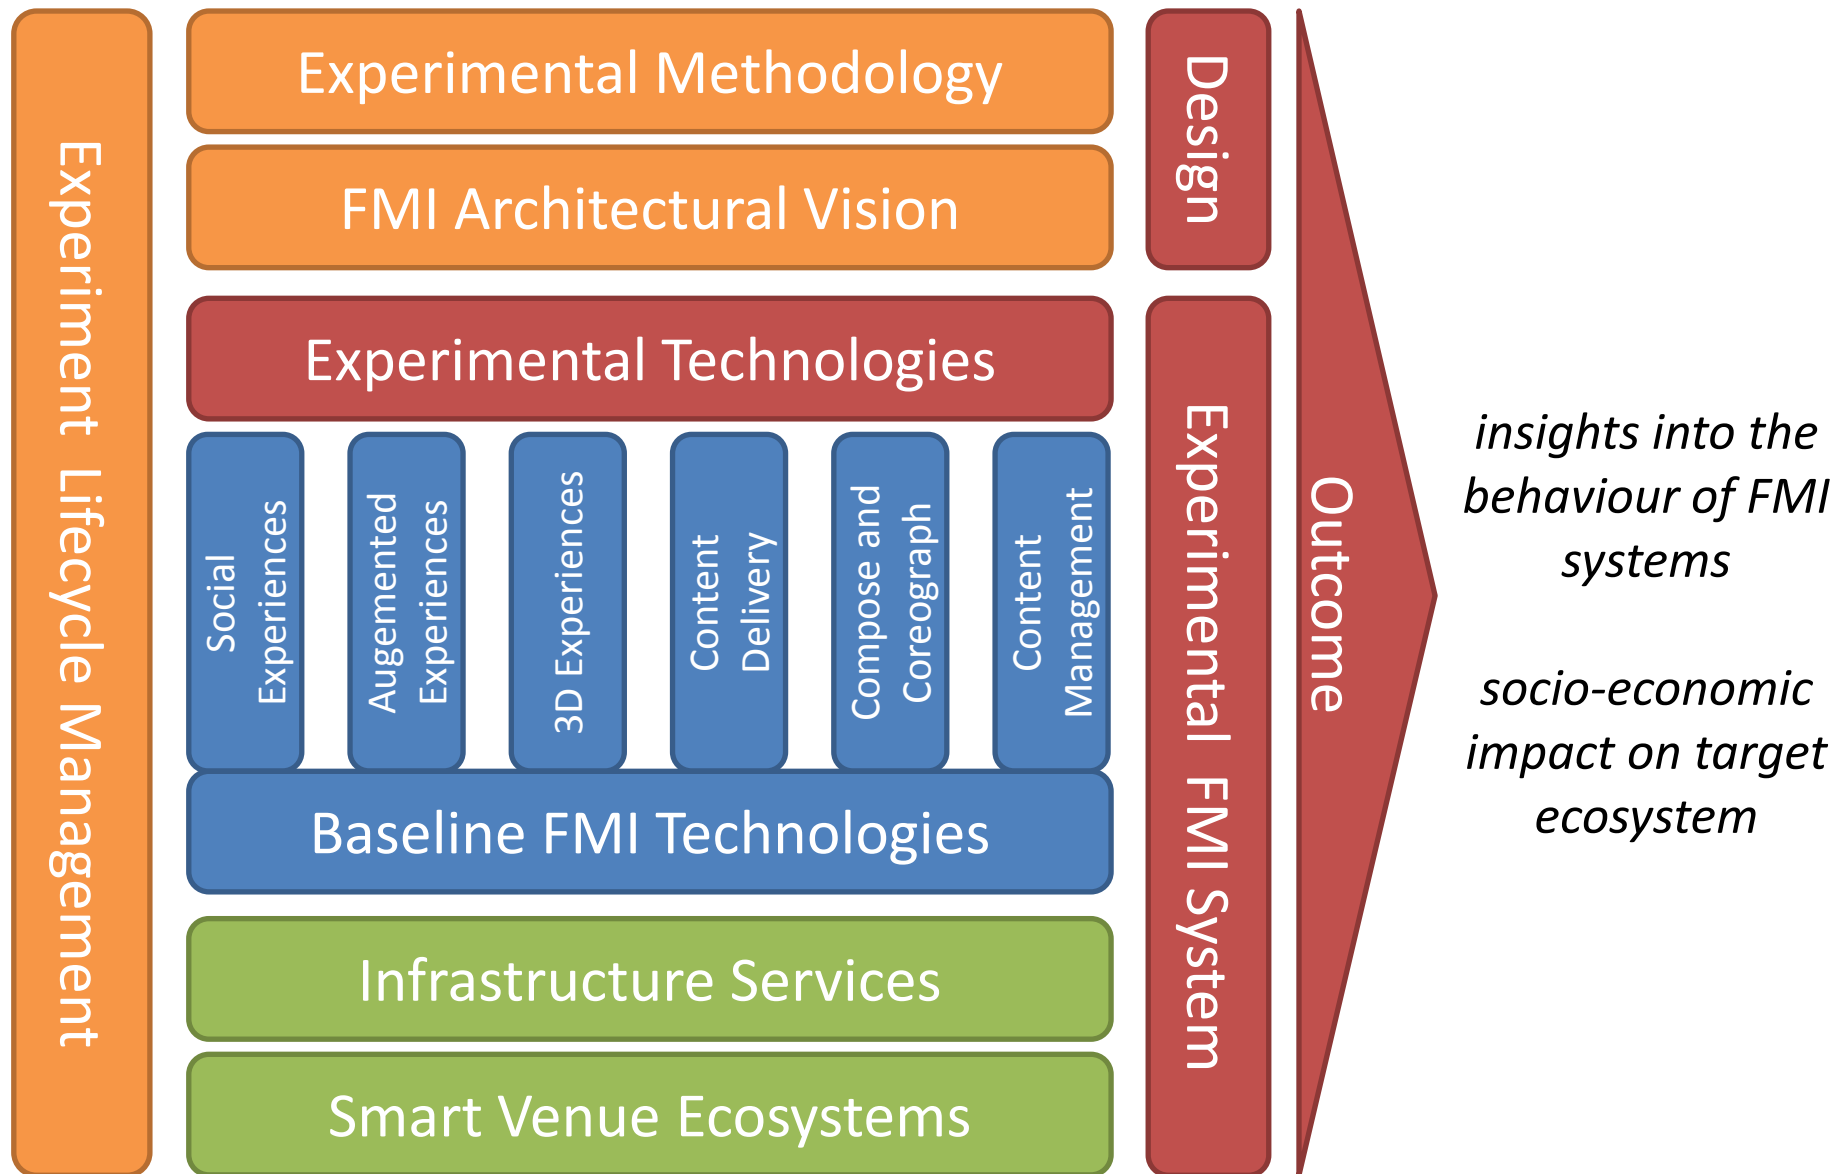 Experiment Lifecycle Management
Experimental Methodology
FMI Architectural Vision
Experimental Technologies
Social
Experiences
Augemented
Experiences
3D Experiences
Content
Delivery
Compose and
Coreograph
Content
Management
Baseline FMI Technologies
Infrastructure Services
Smart Venue Ecosystems
Design
Experimental FMI System
Outcome
insights into the
behaviour of FMI
systems
socio-economic
impact on target
ecosystem